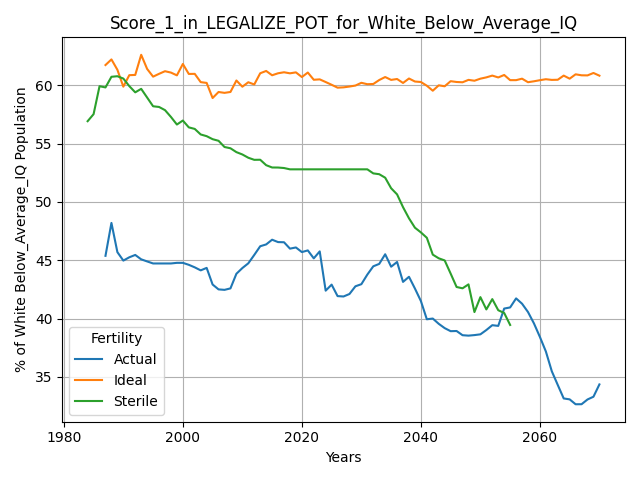 Score_1_in_LEGALIZE_POT_for_White_Below_Average_IQ
% of White Below_Average_IQ Population
60
55
50
45
40
35
Fertility
Actual
Ideal
Sterile
1980 2000 2020 2040 2060
Years